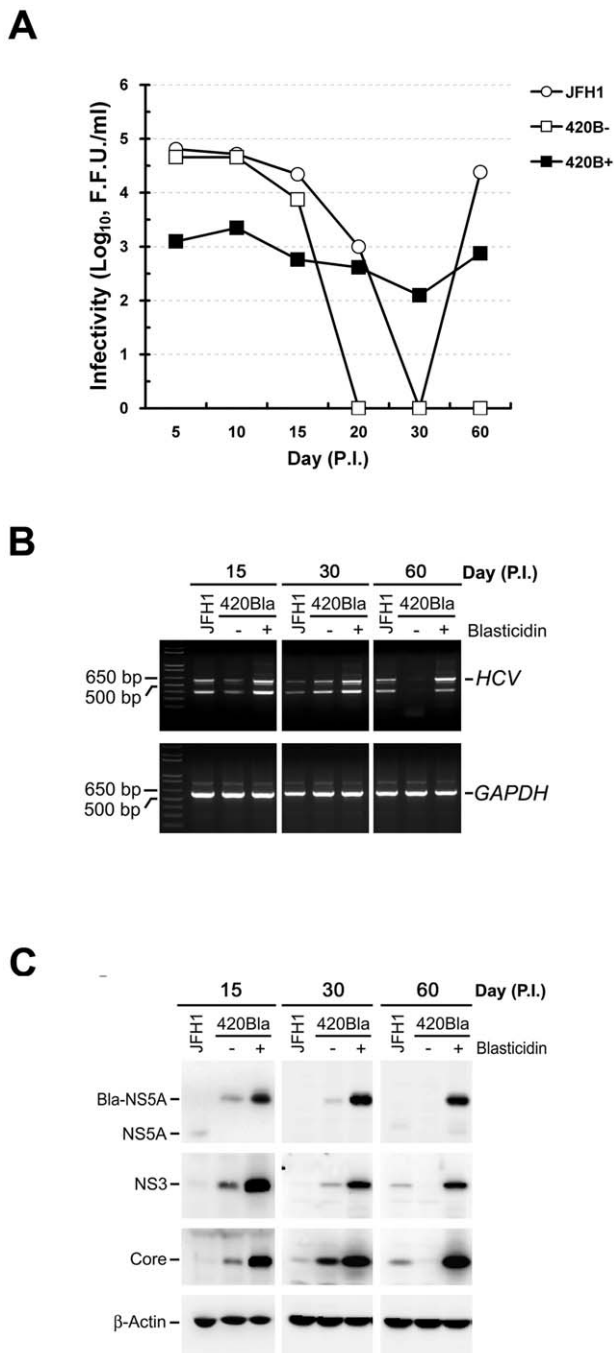 A
Infectivity (Log10, F.F.U./ml)
6
5
4
3
2
1
0
5 10 15 20 30 60
Day (P.I.)
JFH1
420B-
420B+
B
15 30 60 Day (P.I.)
JFH1 420Bla JFH1 420Bla JFH1 420Bla
- + - + - + Blasticidin
650 bp
500 bp
HCV
650 bp
500 bp
GAPDH
C
15 30 60 Day (P.I.)
JFH1 420Bla JFH1 420Bla JFH1 420Bla
- + - + - + Blasticidin
Bla-NS5A
NS5A
NS3
Core
β-Actin